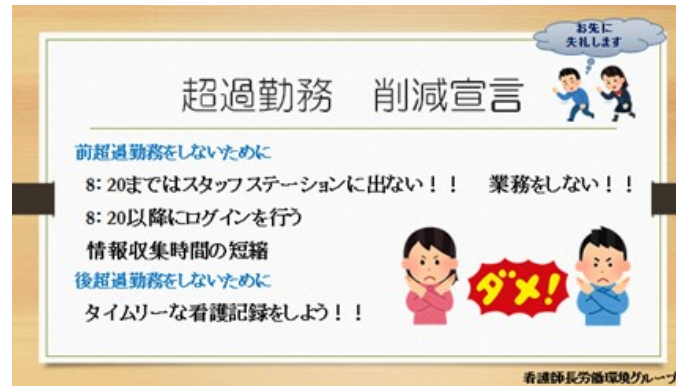 お先に
失礼します
超過勤務 削減宣言
前超過勤務をしないために
8：20まではスタッフステーションに出ない！！ 業務をしない！！
8：20以降にログインを行う
情報収集時間の短縮
後超過勤務をしないために
タイムリーな看護記録をしよう！！
ダメ！
看護師長労働環境グループ